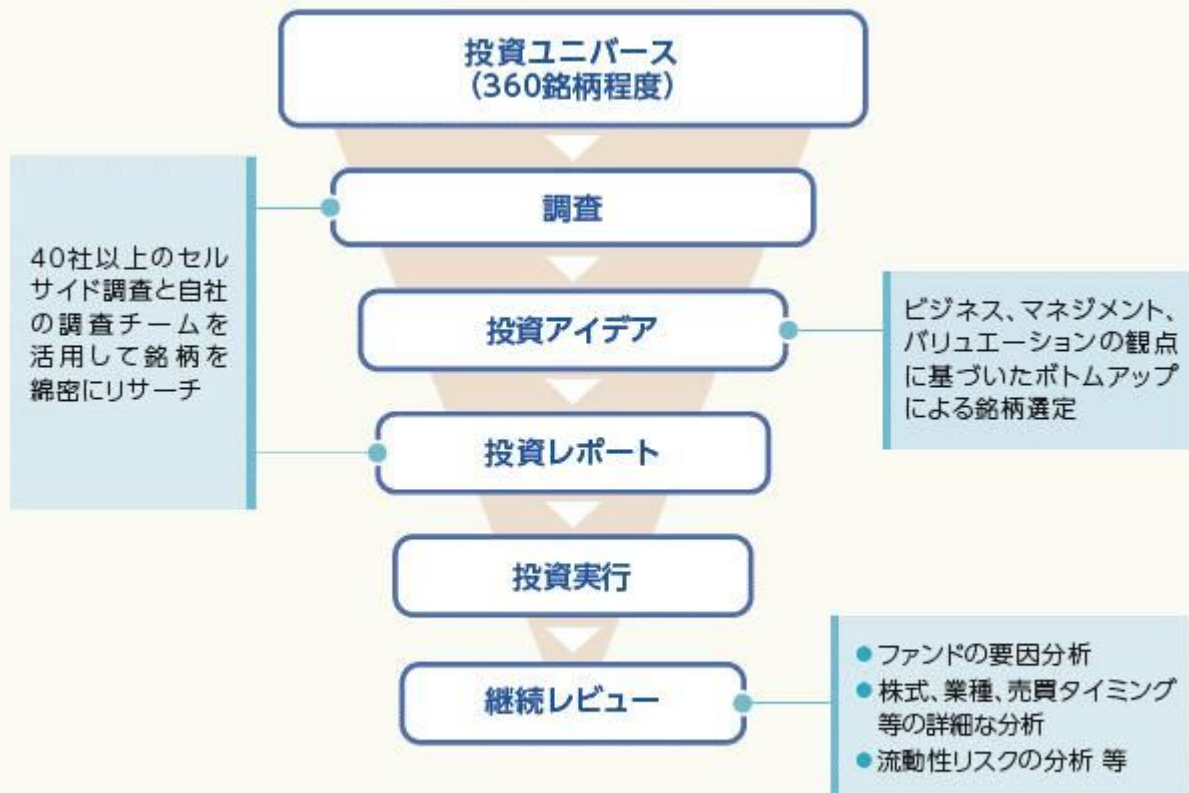 投資ユニバース
(360銘柄程度)
調査
40社以上のセル
サイド調査と自社
の調査チームを
活用して銘柄を
綿密にリサーチ
投資アイデア
ビジネス、マネジメント、
バリュエーションの観点
に基づいたボトムアップ
による銘柄選定
投資レポート
投資実行
継続レビュー
●ファンドの要因分析
●株式、業種、売買タイミング
等の詳細な分析
●流動性リスクの分析 等